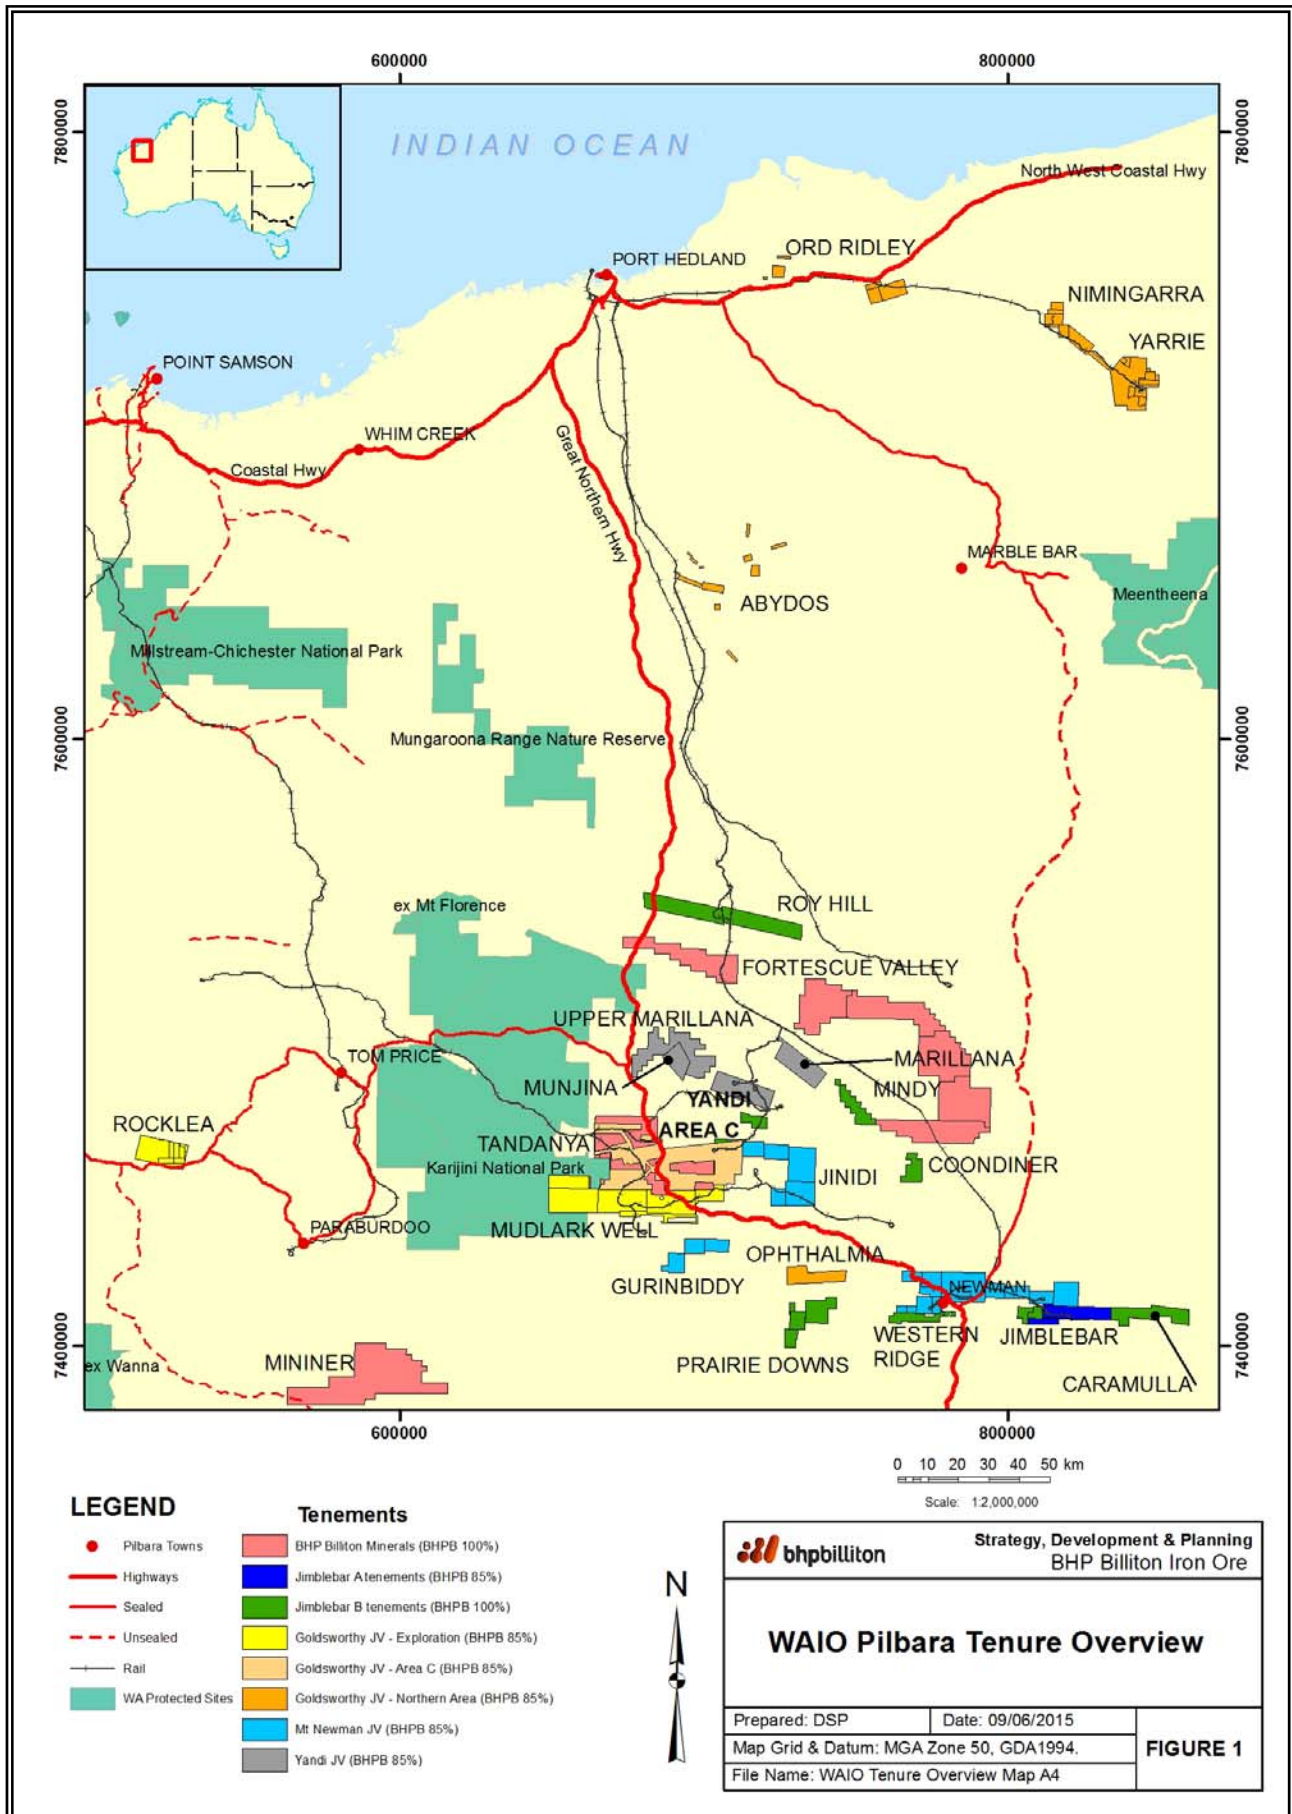 600000
800000
7800000
7800000
INDIAN OCEAN
North West Coastal Hwy
ORD RIDLEY
PORT HEDLAND
NIMINGARRA
YARRIE
POINT SAMSON
WHIM CREEK
Coastal Hwy
Great Northern Hwy
MARBLE BAR
Meentheena
ABYDOS
Millstream-Chichester National Park
7600000
7600000
Mungaroona Range Nature Reserve
ex Mt Florence
ROY HILL
FORTESCUE VALLEY
UPPER MARILLANA
TOM PRICE
MARILLANA
MUNJINA
MINDY
YANDI
ROCKLEA
AREA C
TANDANYA
Karijini National Park
COONDINER
JINIDI
PARABURDOO
MUDLARK WELL
OPHTHALMIA
GURINBIDDY
NEWMAN
WESTERN
RIDGE
JIMBLEBAR
7400000
7400000
ex Wanna
MININER
PRAIRIE DOWNS
CARAMULLA
600000
800000
0 10 20 30 40 50 km
Scale: 1:2,000,000
LEGEND
Pilbara Towns
Highways
Sealed
Unsealed
Rail
WA Protected Sites
Tenements
BHP Billiton Minerals (BHPB 100%)
Jimblebar A tenements (BHPB 85%)
Jimblebar B tenements (BHPB 100%)
Goldsworthy JV - Exploration (BHPB 85%)
Goldsworthy JV - Area C (BHPB 85%)
Goldsworthy JV - Northern Area (BHPB 85%)
Mt Newman JV (BHPB 85%)
Yandi JV (BHPB 85%)
N
bhpbilliton
Strategy, Development & Planning
BHP Billiton Iron Ore
WAIO Pilbara Tenure Overview
Prepared: DSP
Date: 09/06/2015
Map Grid & Datum: MGA Zone 50, GDA1994.
File Name: WAIO Tenure Overview Map A4
FIGURE 1